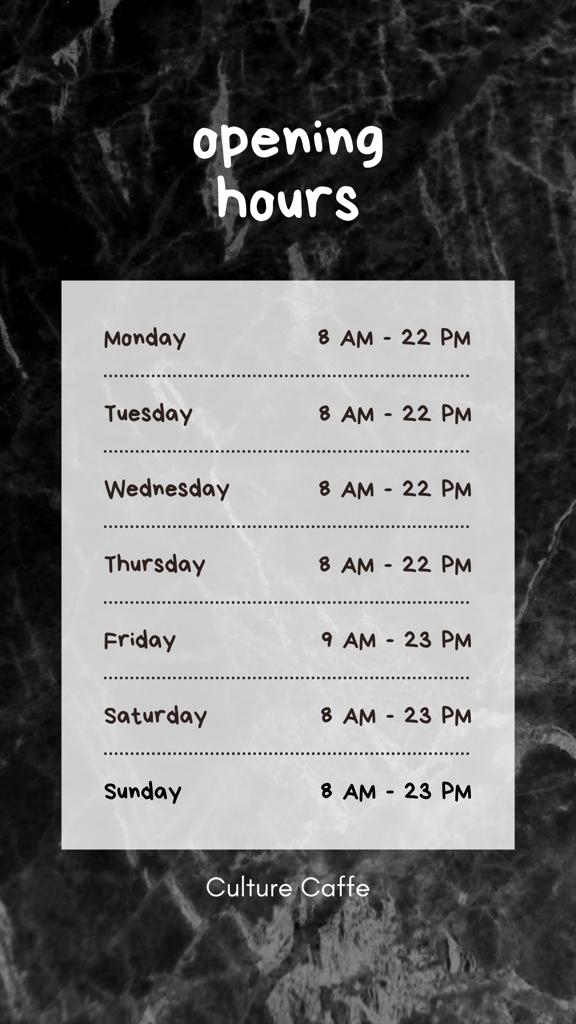 opening
hours
Monday 8 AM - 22 PM
Tuesday 8 AM - 22 PM
Wednesday 8 AM - 22 PM
Thursday 8 AM - 22 PM
Friday 9 AM - 23 PM
Saturday 8 AM - 23 PM
Sunday 8 AM - 23 PM
Culture Caffe